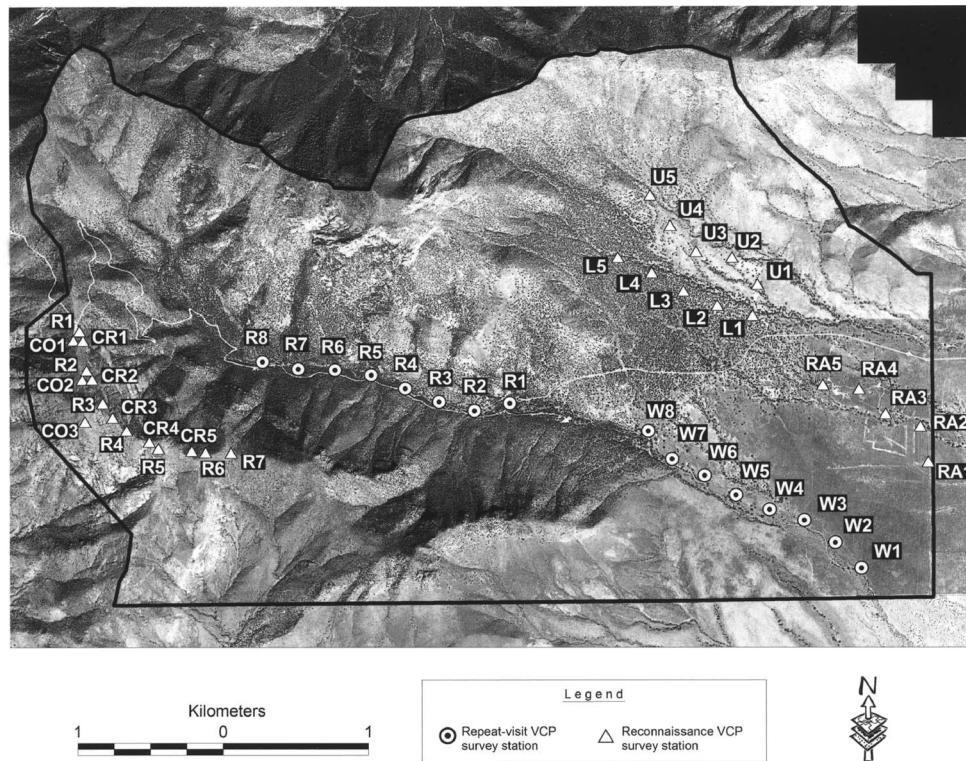 U5
U4
U3
U2
L5
U1
L4
L3
L2
L1
R1
CR1
CO1
R8
R7
R6
R5
R2
CR2
R4
RA5
RA4
CO2
R3
R1
R2
RA3
R3
CR3
RA2
CO3
CR4
W8
R4
CR5
W7
R5
R6
R7
W6
RA1
W5
W4
W3
W2
W1
Kilometers
1 0 1
Legend
Repeat-visit VCP
survey station
Reconnaissance VCP
survey station
N